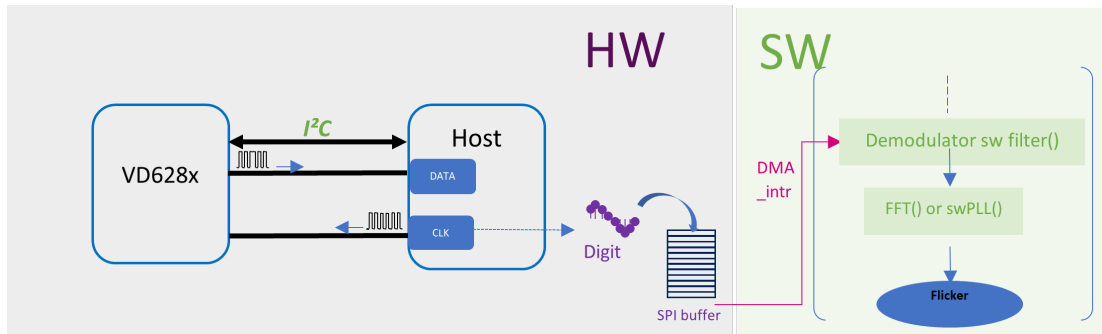 HW
SW
I²C
Host
VD628x
DATA
CLK
Digit
SPI buffer
DMA
_intr
Demodulator sw filter()
FFT() or swPLL()
Flicker